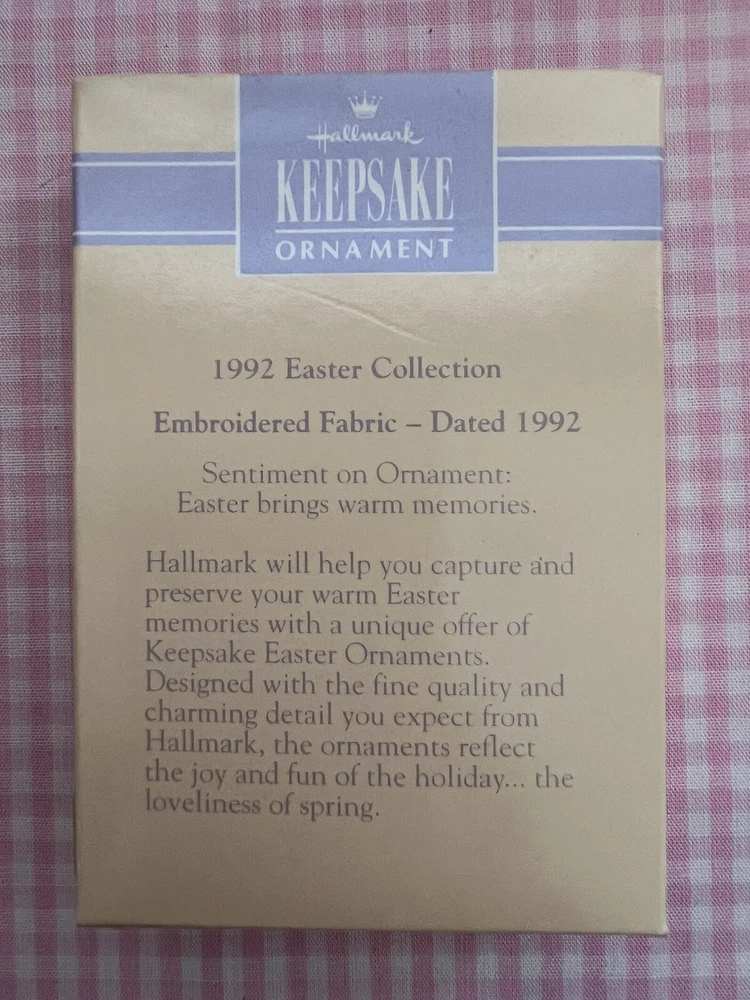 Hallmark
KEEPSAKE
ORNAMENT
1992 Easter Collection
Embroidered Fabric – Dated 1992
Sentiment on Ornament:
Easter brings warm memories.
Hallmark will help you capture and
preserve your warm Easter
memories with a unique offer of
Keepsake Easter Ornaments.
Designed with the fine quality and
charming detail you expect from
Hallmark, the ornaments reflect
the joy and fun of the holiday... the
loveliness of spring.